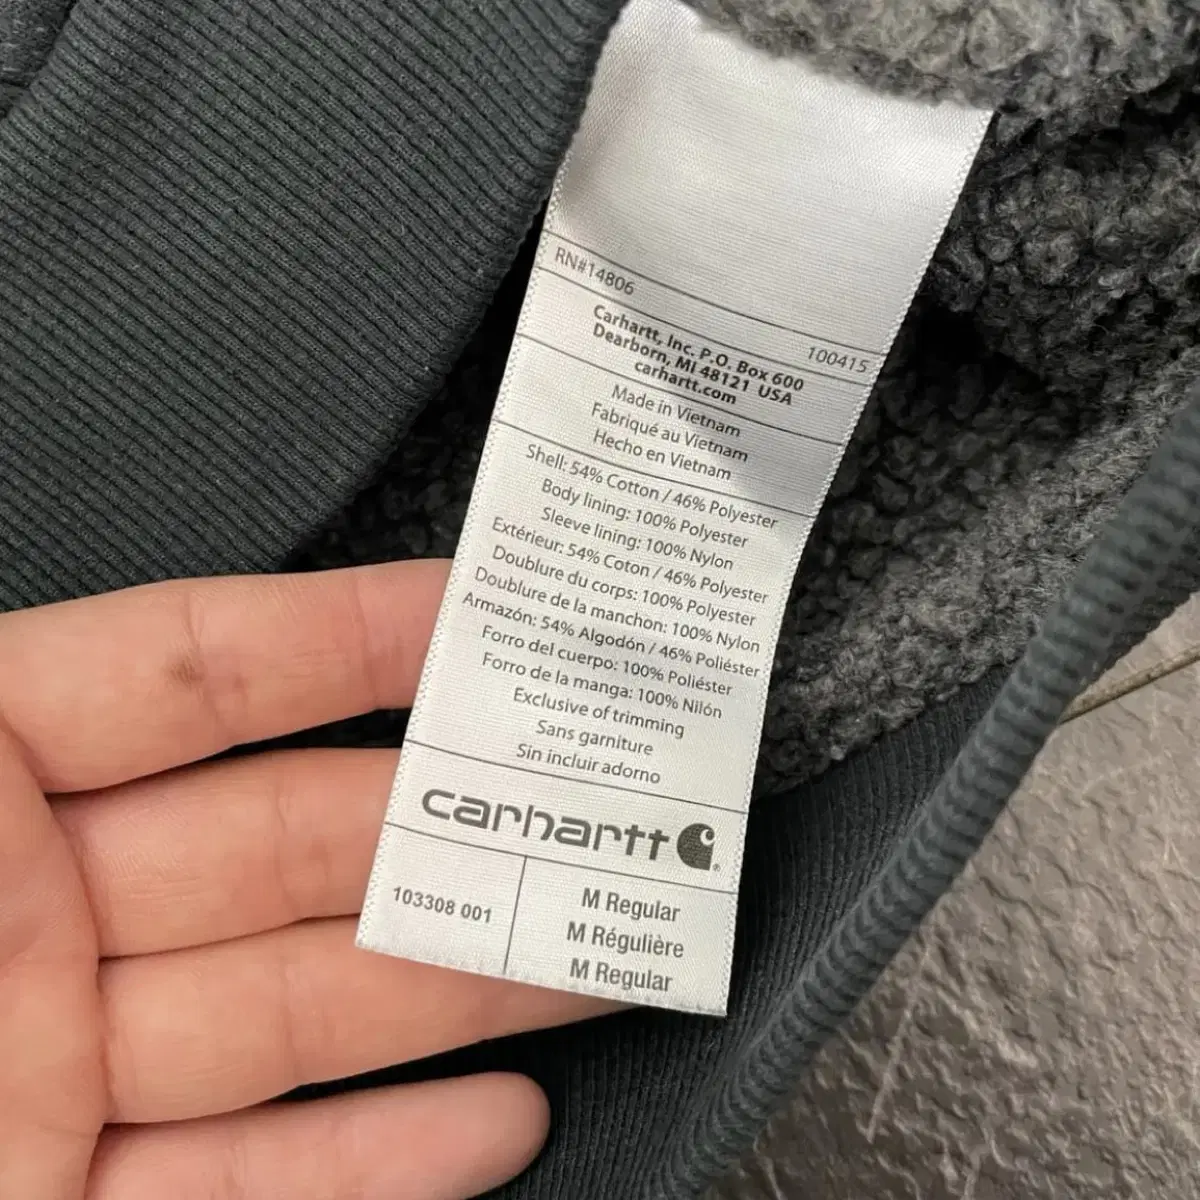 RN#14806
100415
Carhartt, Inc. P.O. Box 600
Dearborn, MI 48121 USA
carhartt.com
Made in Vietnam
Fabriqué au Vietnam
Hecho en Vietnam
Shell: 54% Cotton / 46% Polyester
Body lining: 100% Polyester
Sleeve lining: 100% Nylon
Extérieur: 54% Coton / 46% Polyester
Doublure du corps: 100% Polyester
Doublure de la manchon: 100% Nylon
Armazón: 54% Algodón / 46% Poliéster
Forro del cuerpo: 100% Poliéster
Forro de la manga: 100% Nilón
Exclusive of trimming
Sans garniture
Sin incluir adorno
carhartt
103308 001
M Regular
M Régulière
M Regular